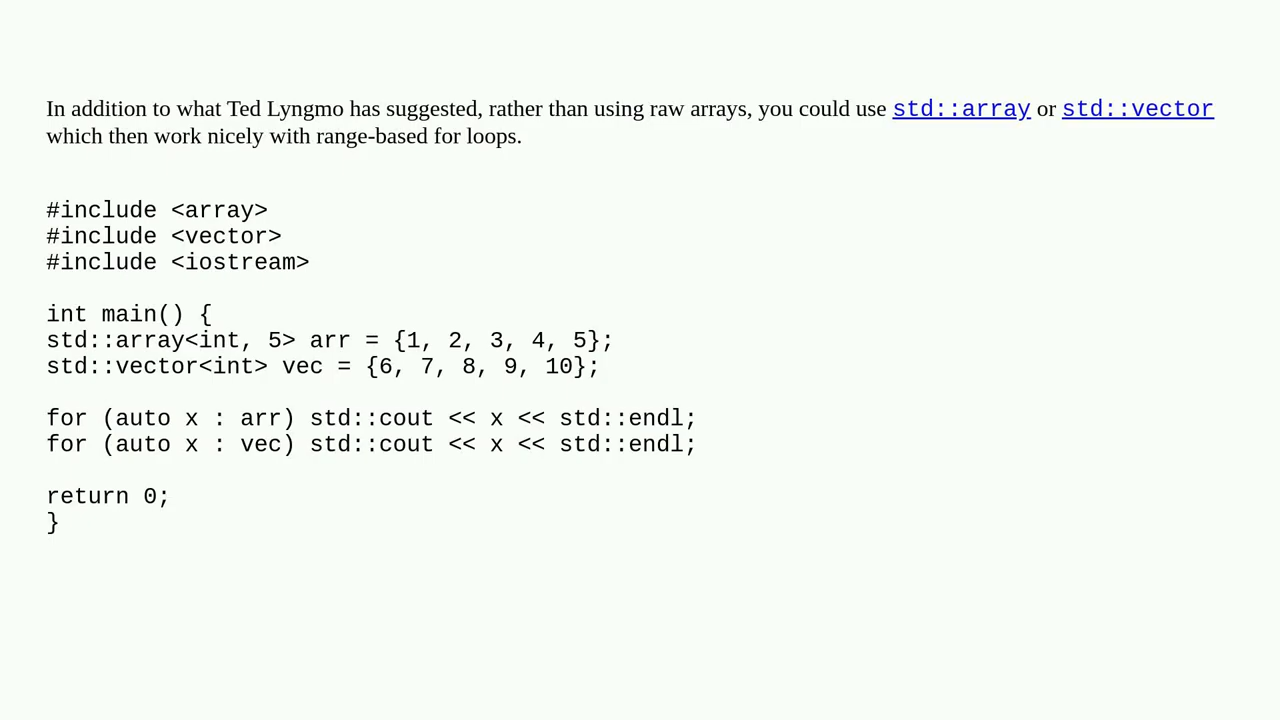 In addition to what Ted Lyngmo has suggested, rather than using raw arrays, you could use std::array or std::vector
which then work nicely with range-based for loops.
#include <array>
#include <vector>
#include <iostream>
int main() {
std::array<int, 5> arr = {1, 2, 3, 4, 5};
std::vector<int> vec = {6, 7, 8, 9, 10};
for (auto x : arr) std::cout << x << std::endl;
for (auto x : vec) std::cout << x << std::endl;
return 0;
}